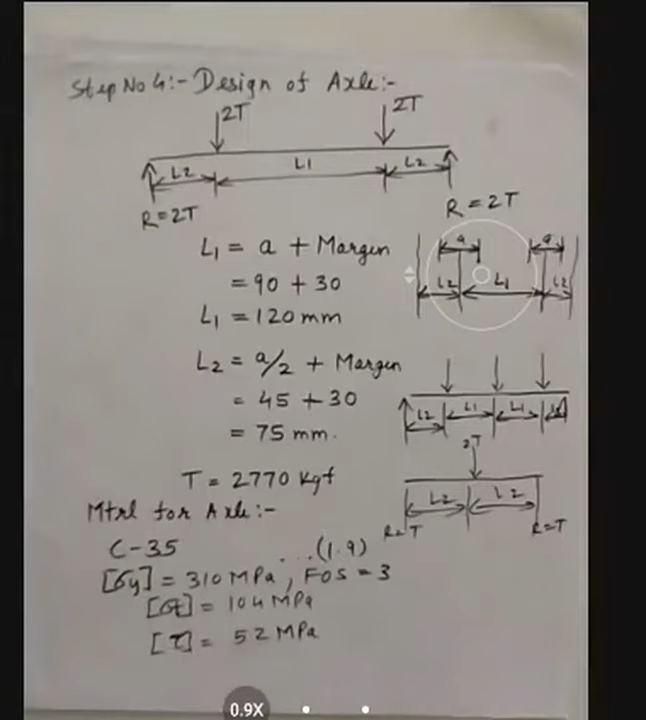 Step No 4:- Design of Axle:-
2T 2T
L2 L1 L2
R=2T R=2T
L1 = a + Margin
= 90 + 30
L1 = 120 mm
a a
L2 L1 L2
L2 = a/2 + Margin
= 45 + 30
= 75 mm.
L2 L1 L1
2T
L2 L2
R=T R=T
T = 2770 kgf
Mtrl for Axle:-
C-35 ...(1.9)
[σy] = 310 MPa, FOS = 3
[σt] = 104 MPa
[τ] = 52 MPa
0.9X